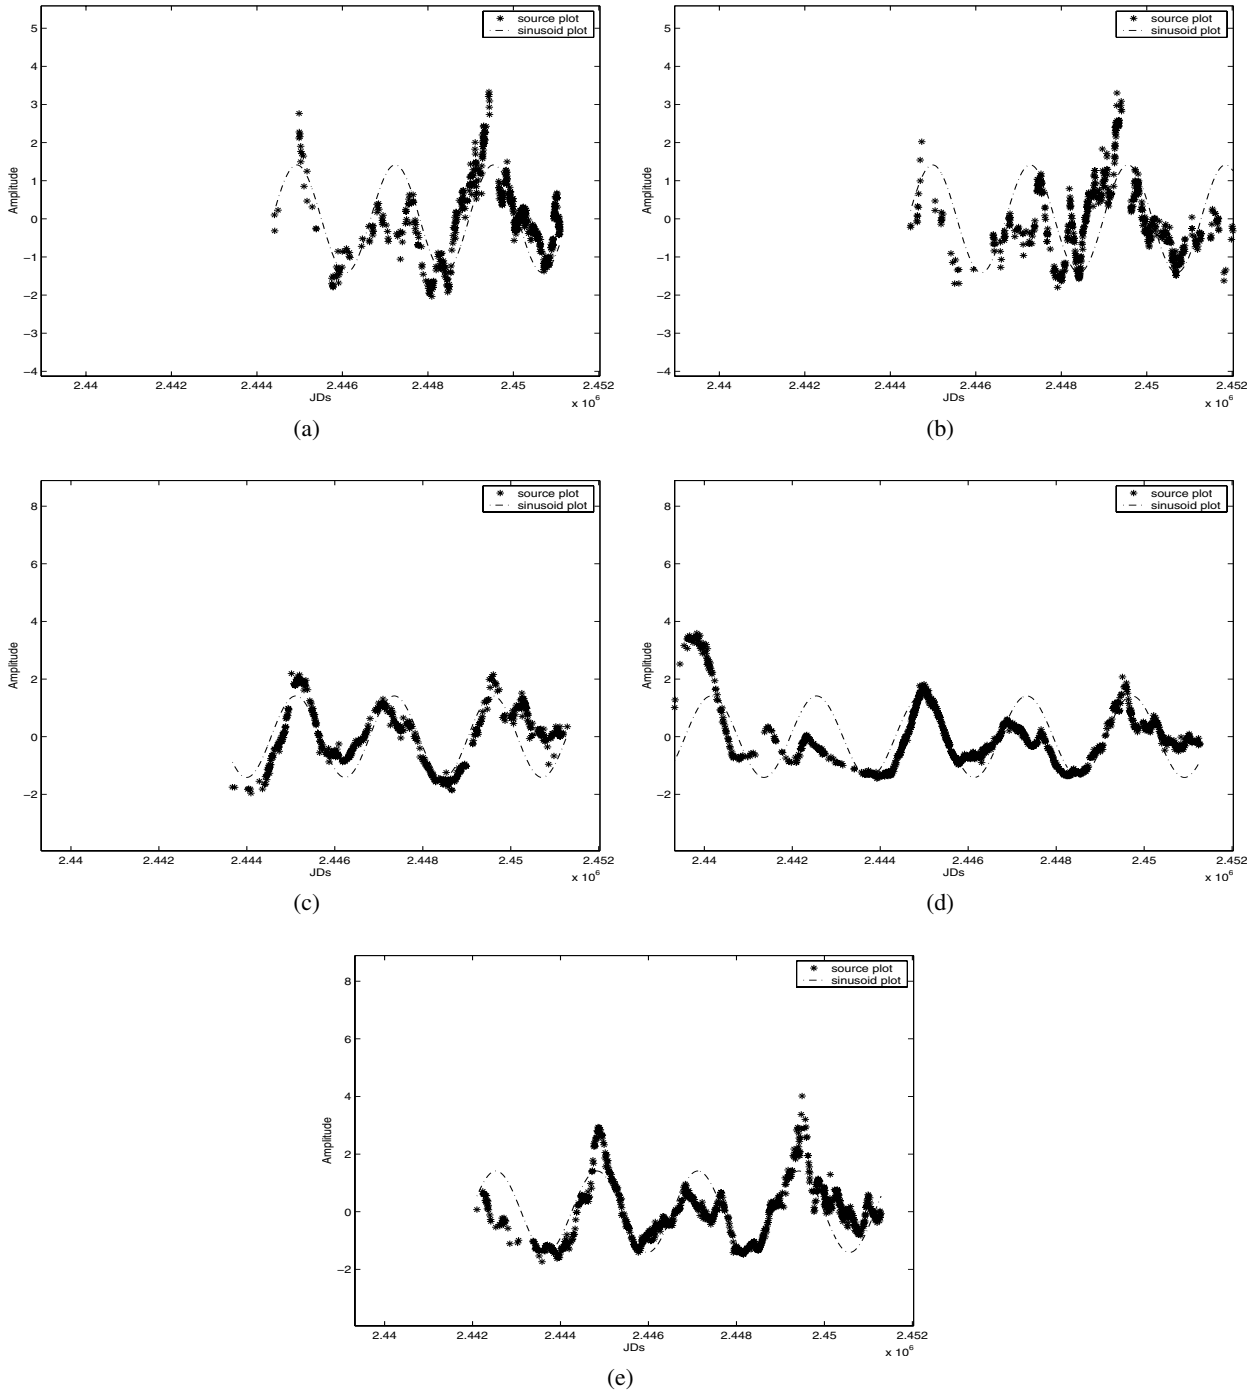 source plot
sinusoid plot
5
4
3
2
1
0
−1
−2
−3
−4
Amplitude
2.44
2.442
2.444
2.446
2.448
2.45
2.452
JDs
x 10^6
(a)
source plot
sinusoid plot
5
4
3
2
1
0
−1
−2
−3
−4
Amplitude
2.44
2.442
2.444
2.446
2.448
2.45
2.452
JDs
x 10^6
(b)
source plot
sinusoid plot
8
6
4
2
0
−2
Amplitude
2.44
2.442
2.444
2.446
2.448
2.45
2.452
JDs
x 10^6
(c)
source plot
sinusoid plot
8
6
4
2
0
−2
Amplitude
2.44
2.442
2.444
2.446
2.448
2.45
2.452
JDs
x 10^6
(d)
source plot
sinusoid plot
8
6
4
2
0
−2
Amplitude
2.44
2.442
2.444
2.446
2.448
2.45
2.452
JDs
x 10^6
(e)